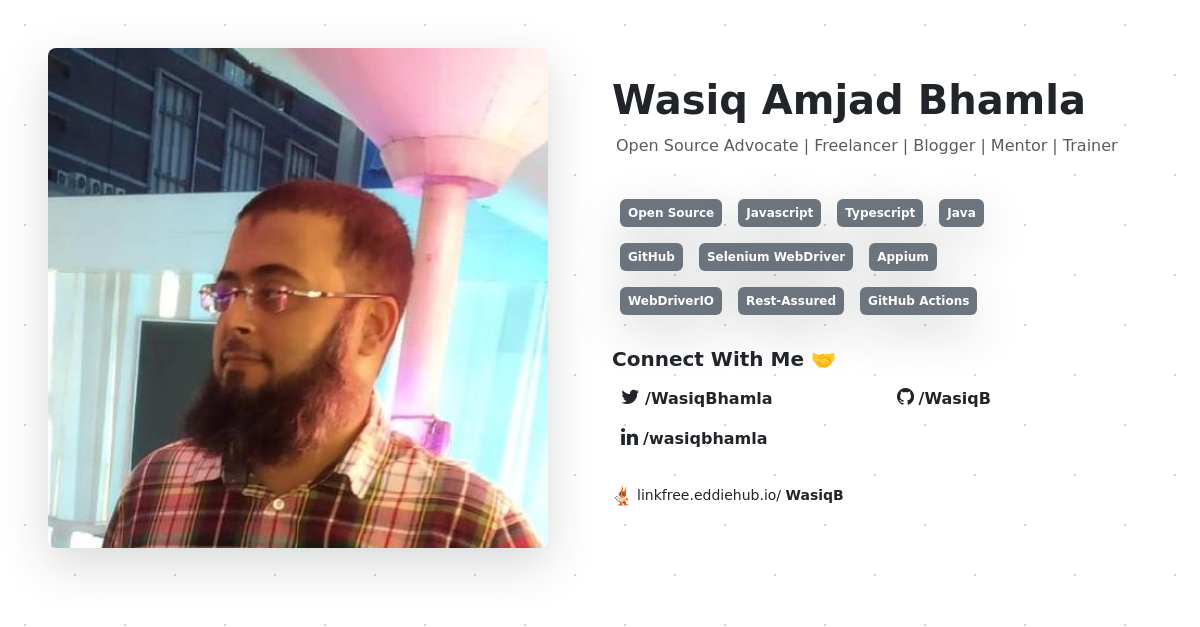 Wasiq Amjad Bhamla
Open Source Advocate | Freelancer | Blogger | Mentor | Trainer
Open Source Javascript Typescript Java
GitHub Selenium WebDriver Appium
WebDriverIO Rest-Assured GitHub Actions
Connect With Me 🤝
/WasiqBhamla /WasiqB
in /wasiqbhamla
linkfree.eddiehub.io/ WasiqB